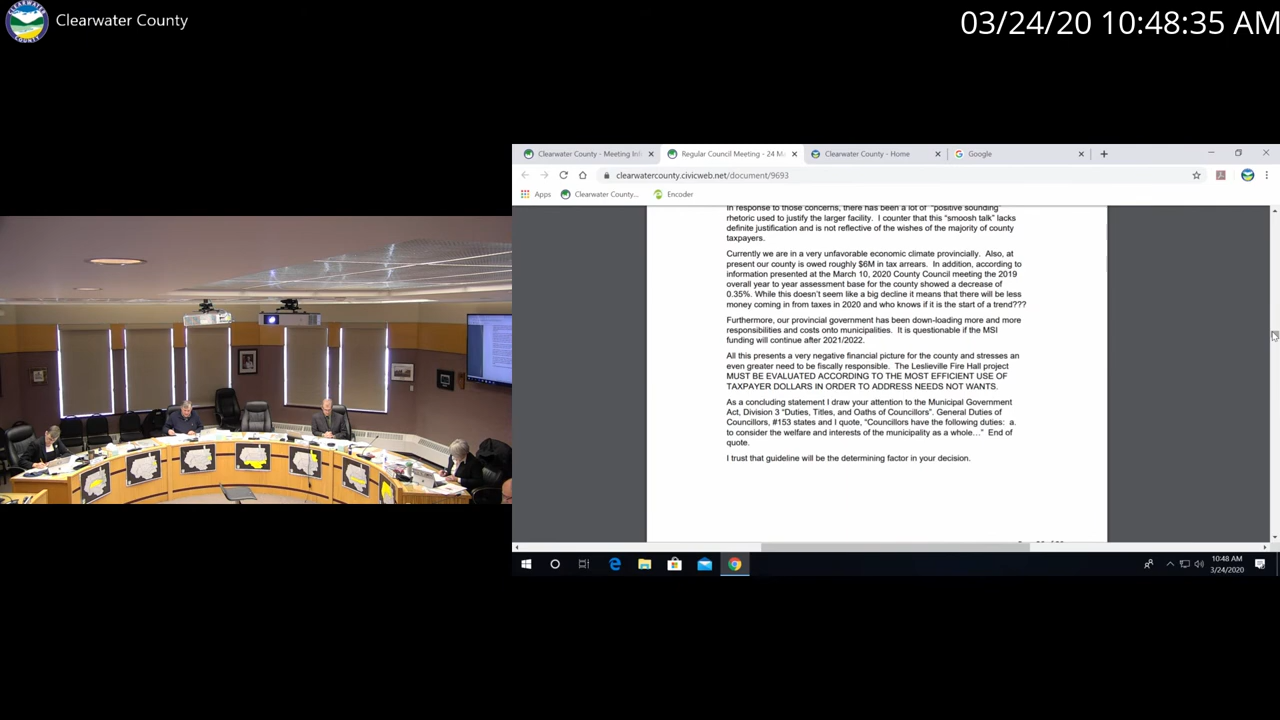 Clearwater County
03/24/20 10:48:35 AM
Clearwater County - Meeting Inf
Regular Council Meeting - 24 M
Clearwater County - Home
Google
clearwatercounty.civicweb.net/document/9693
Apps
Clearwater County...
Encoder
In response to those concerns, there has been a lot of "positive sounding"
rhetoric used to justify the larger facility. I counter that this "smoosh talk" lacks
definite justification and is not reflective of the wishes of the majority of county
taxpayers.
Currently we are in a very unfavorable economic climate provincially. Also, at
present our county is owed roughly $6M in tax arrears. In addition, according to
information presented at the March 10, 2020 County Council meeting the 2019
overall year to year assessment base for the county showed a decrease of
0.35%. While this doesn't seem like a big decline it means that there will be less
money coming in from taxes in 2020 and who knows if it is the start of a trend???
Furthermore, our provincial government has been down-loading more and more
responsibilities and costs onto municipalities. It is questionable if the MSI
funding will continue after 2021/2022.
All this presents a very negative financial picture for the county and stresses an
even greater need to be fiscally responsible. The Leslieville Fire Hall project
MUST BE EVALUATED ACCORDING TO THE MOST EFFICIENT USE OF
TAXPAYER DOLLARS IN ORDER TO ADDRESS NEEDS NOT WANTS.
As a concluding statement I draw your attention to the Municipal Government
Act, Division 3 "Duties, Titles, and Oaths of Councillors". General Duties of
Councillors, #153 states and I quote, "Councillors have the following duties: a.
to consider the welfare and interests of the municipality as a whole..." End of
quote.
I trust that guideline will be the determining factor in your decision.
10:48 AM
3/24/2020